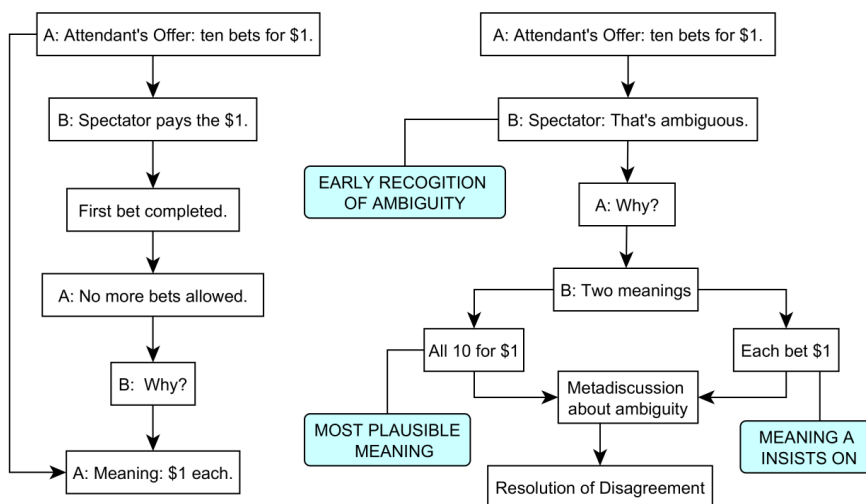 A: Attendant's Offer: ten bets for $1.
B: Spectator pays the $1.
First bet completed.
A: No more bets allowed.
B:  Why?
A: Meaning: $1 each.
A: Attendant's Offer: ten bets for $1.
B: Spectator: That's ambiguous.
EARLY RECOGITION
OF AMBIGUITY
A: Why?
B: Two meanings
All 10 for $1
Each bet $1
Metadiscussion
about ambiguity
MOST PLAUSIBLE
MEANING
MEANING A
INSISTS ON
Resolution of Disagreement